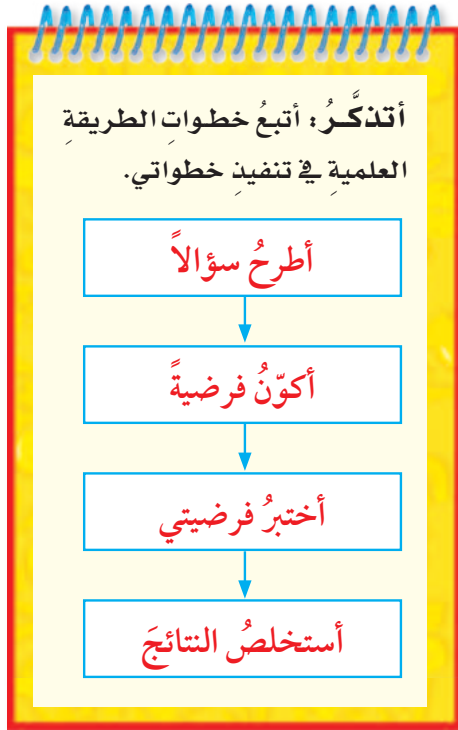 أتذكَّرُ: أتبعُ خطواتِ الطريقةِ
العلميةِ في تنفيذِ خطواتي.
أطرحُ سؤالاً
أكوّنُ فرضيةً
أختبرُ فرضيتي
أستخلصُ النتائجَ